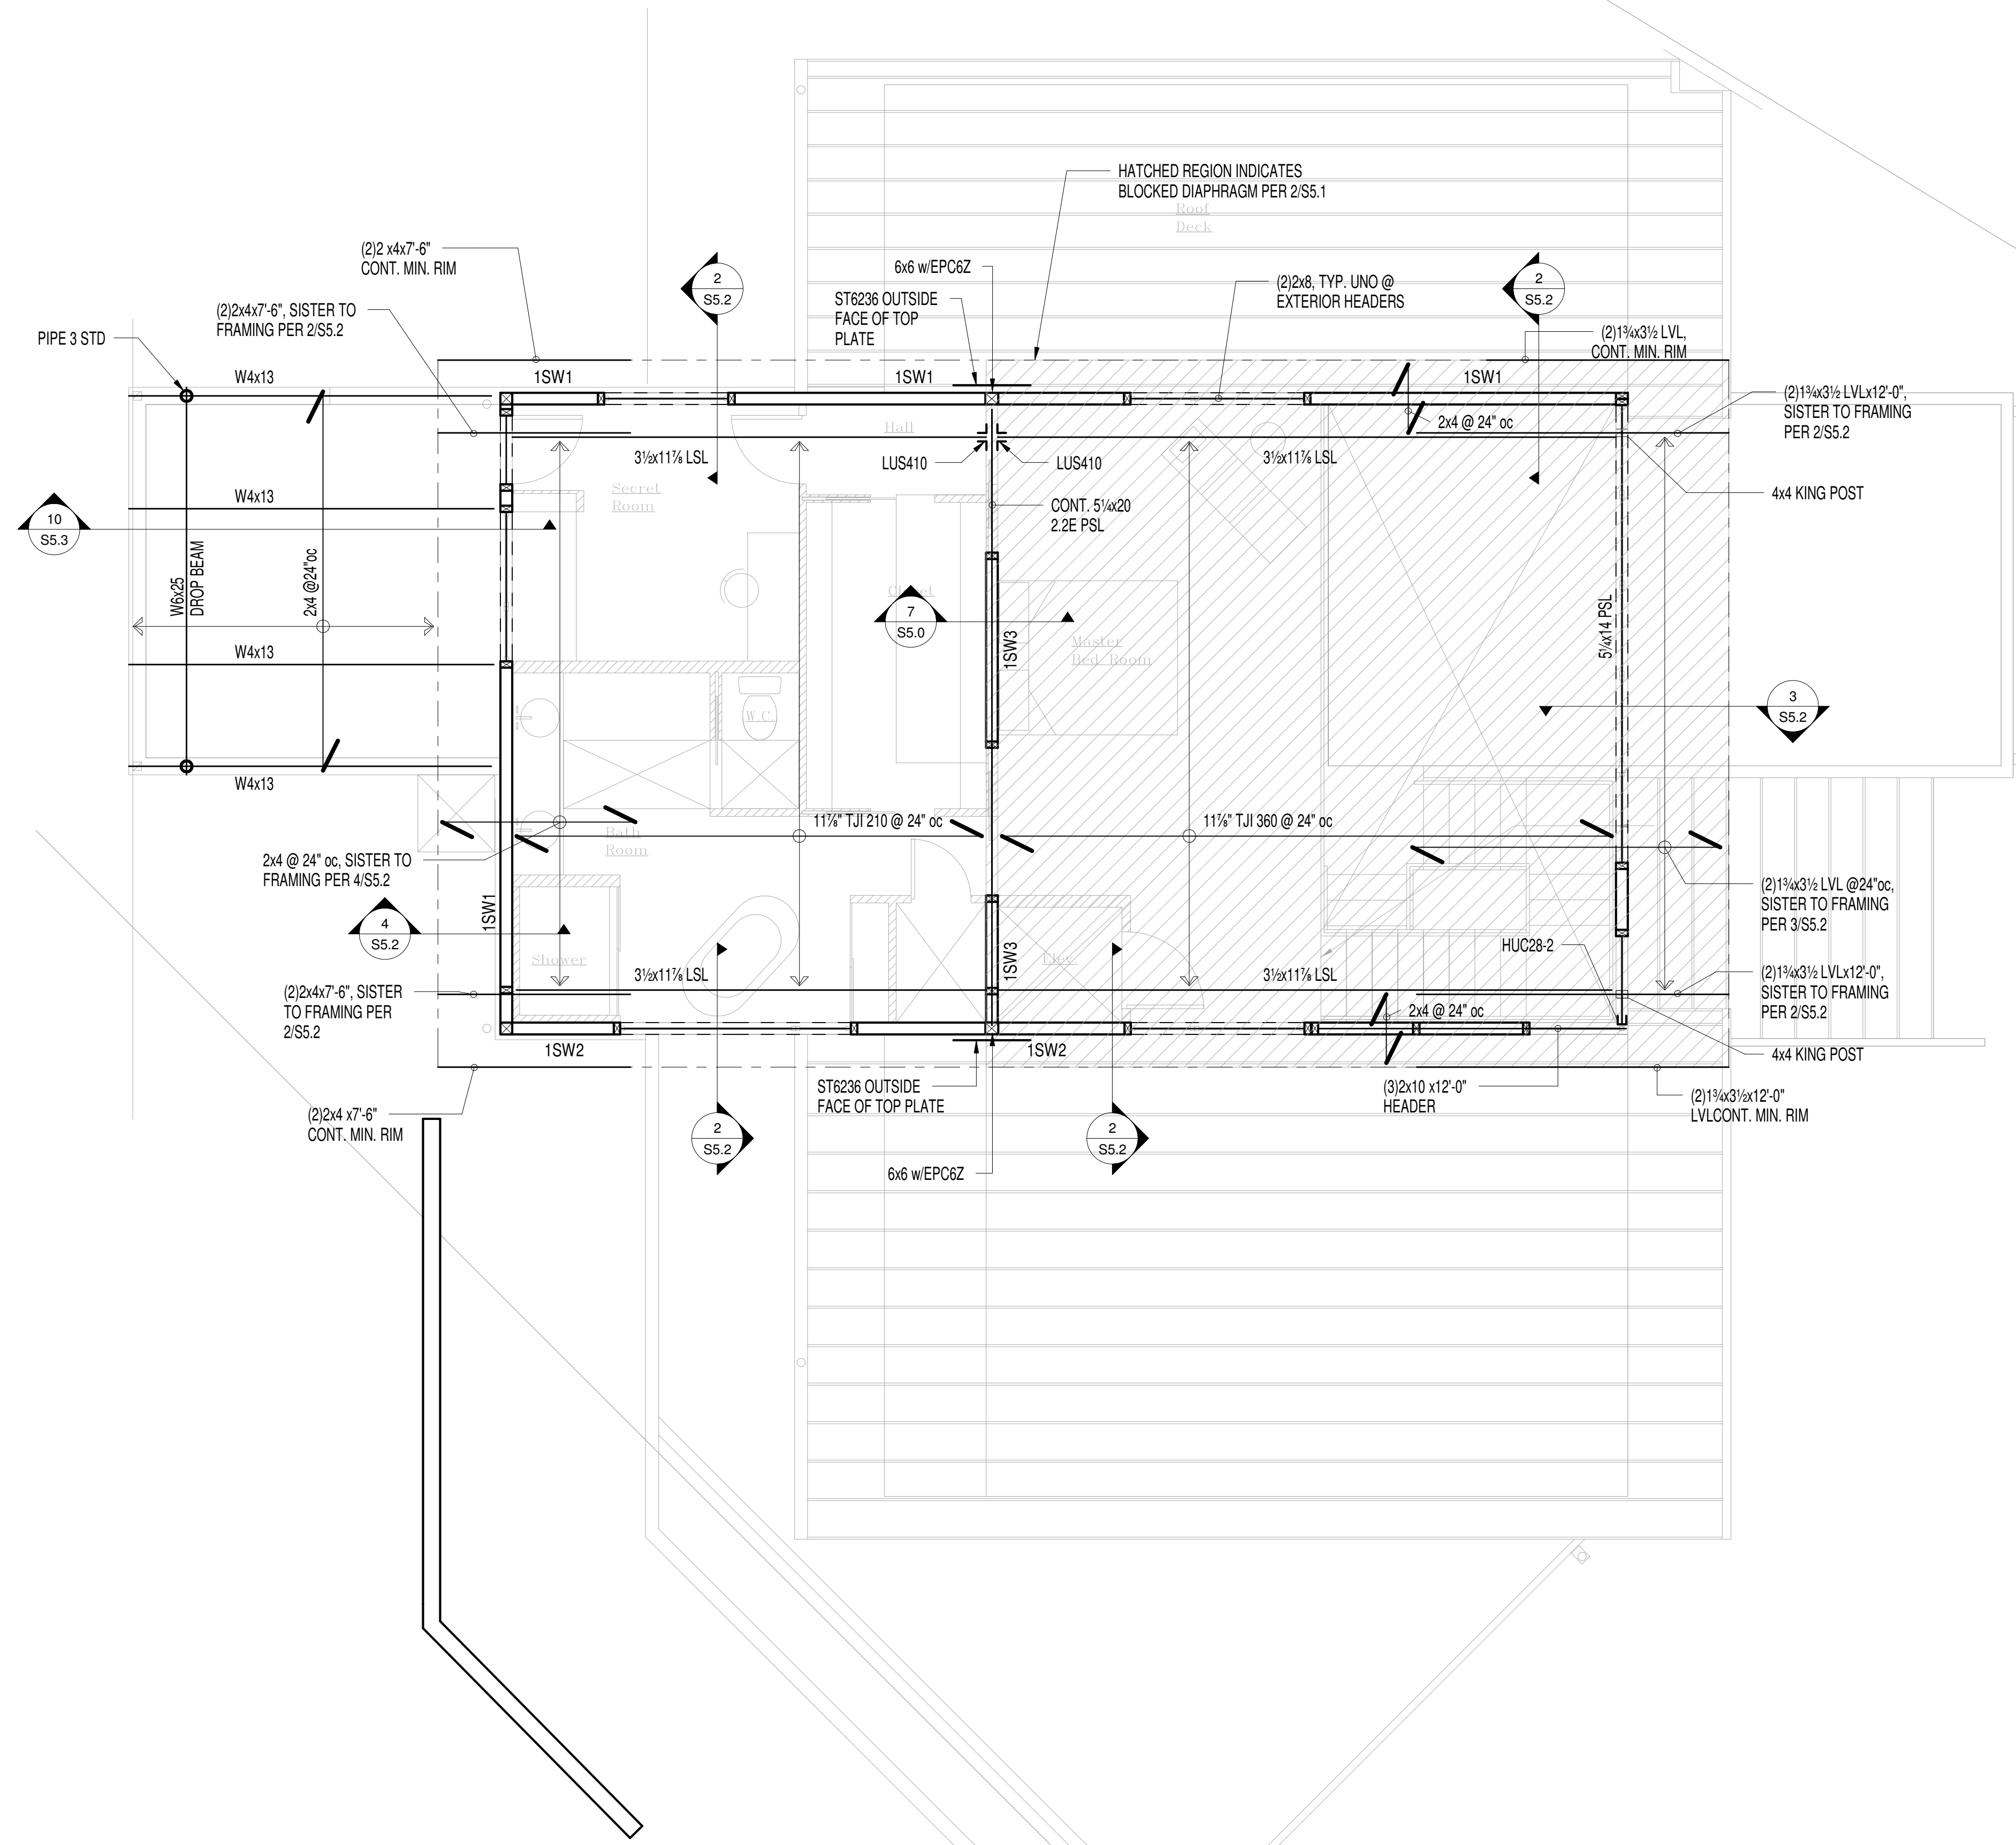 HATCHED REGION INDICATES
BLOCKED DIAPHRAGM PER 2/S5.1
Roof
Deck
(2)2 x4x7'-6"
CONT. MIN. RIM
2
S5.2
6x6 w/EPC6Z
(2)2x8, TYP. UNO @
EXTERIOR HEADERS
2
S5.2
(2)2x4x7'-6", SISTER TO
FRAMING PER 2/S5.2
ST6236 OUTSIDE
FACE OF TOP
PLATE
PIPE 3 STD
(2)1¾x3½ LVL,
CONT. MIN. RIM
W4x13
1SW1
1SW1
1SW1
(2)1¾x3½ LVLx12'-0",
SISTER TO FRAMING
PER 2/S5.2
2x4 @ 24" oc
Hall
3½x11⅞ LSL
LUS410
LUS410
3½x11⅞ LSL
Secret
Room
4x4 KING POST
W4x13
CONT. 5¼x20
2.2E PSL
10
S5.3
W6x25
DROP BEAM
2x4 @24"oc
7
S5.0
1SW3
Master
Bed Room
5¼x14 PSL
W4x13
3
S5.2
W.C.
W4x13
11⅞" TJI 210 @ 24" oc
11⅞" TJI 360 @ 24" oc
Bath
Room
2x4 @ 24" oc, SISTER TO
FRAMING PER 4/S5.2
(2)1¾x3½ LVL @24"oc,
SISTER TO FRAMING
PER 3/S5.2
1SW1
4
S5.2
HUC28-2
Shower
1SW3
Elev
3½x11⅞ LSL
3½x11⅞ LSL
(2)1¾x3½ LVLx12'-0",
SISTER TO FRAMING
PER 2/S5.2
(2)2x4x7'-6", SISTER
TO FRAMING PER
2/S5.2
2x4 @ 24" oc
1SW2
1SW2
4x4 KING POST
ST6236 OUTSIDE
FACE OF TOP PLATE
(3)2x10 x12'-0"
HEADER
(2)1¾x3½x12'-0"
LVLCONT. MIN. RIM
(2)2x4 x7'-6"
CONT. MIN. RIM
2
S5.2
2
S5.2
6x6 w/EPC6Z